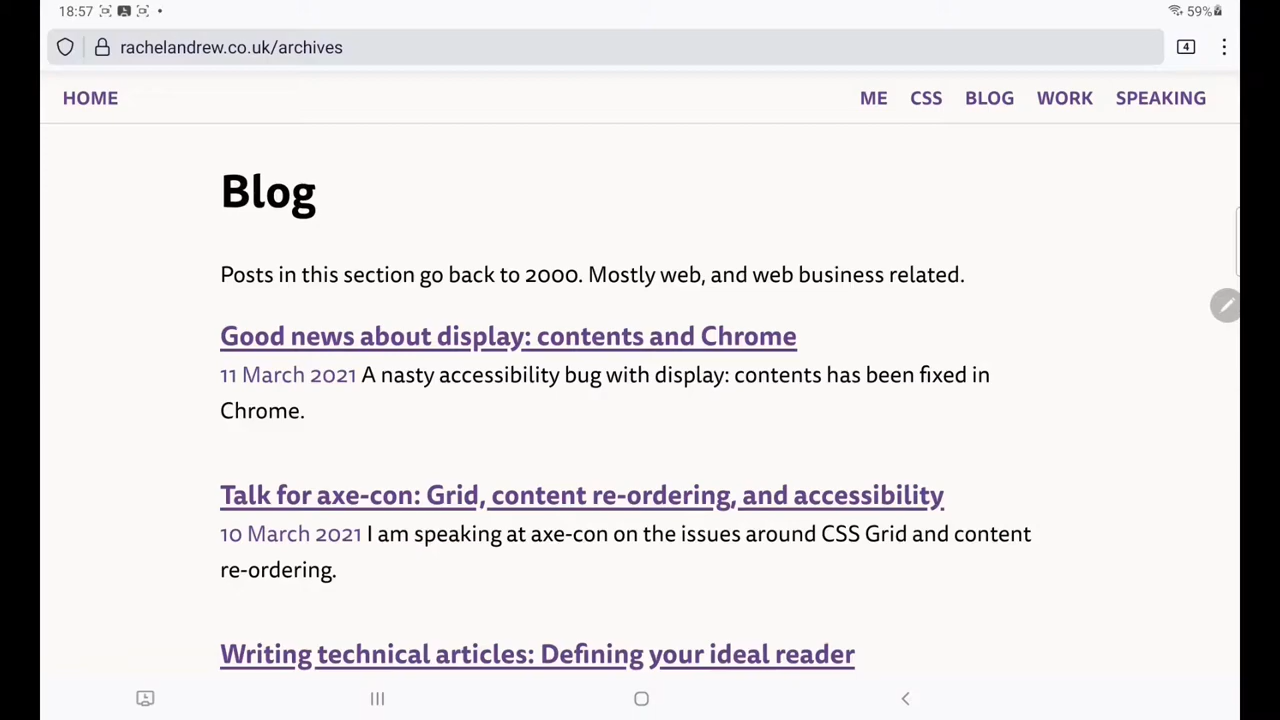 18:57
59%
rachelandrew.co.uk/archives
4
HOME
ME CSS BLOG WORK SPEAKING
Blog
Posts in this section go back to 2000. Mostly web, and web business related.
Good news about display: contents and Chrome
11 March 2021 A nasty accessibility bug with display: contents has been fixed in
Chrome.
Talk for axe-con: Grid, content re-ordering, and accessibility
10 March 2021 I am speaking at axe-con on the issues around CSS Grid and content
re-ordering.
Writing technical articles: Defining your ideal reader